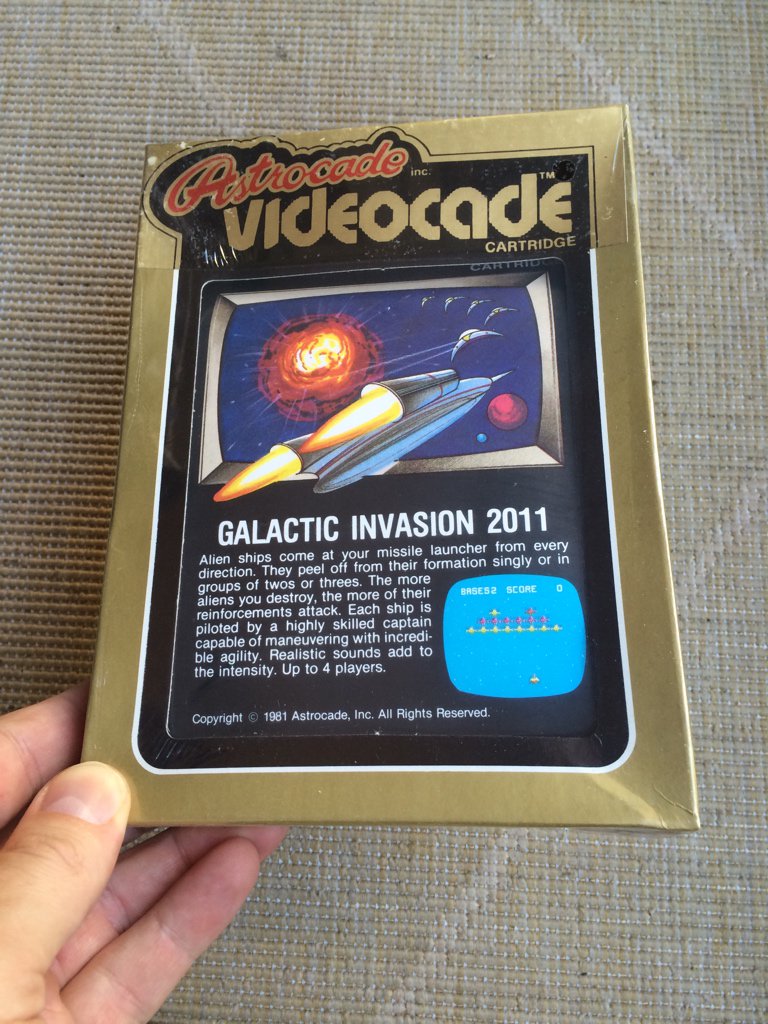 Astrocade inc.
VIDEOCADE™
CARTRIDGE
CARTRIDG
GALACTIC INVASION 2011
Alien ships come at your missile launcher from every
direction. They peel off from their formation singly or in
groups of twos or threes. The more
aliens you destroy, the more of their
reinforcements attack. Each ship is
piloted by a highly skilled captain
capable of maneuvering with incredi-
ble agility. Realistic sounds add to
the intensity. Up to 4 players.
BASES2 SCORE 0
Copyright © 1981 Astrocade, Inc. All Rights Reserved.